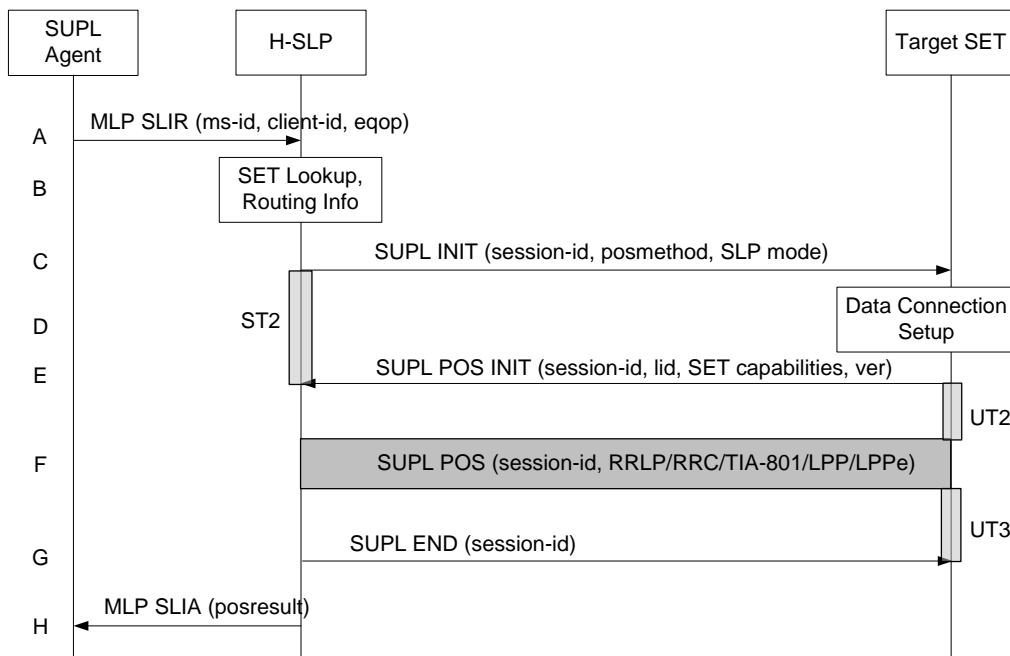 SUPL
Agent
H-SLP
Target SET
A
MLP SLIR (ms-id, client-id, eqop)
B
SET Lookup,
Routing Info
C
SUPL INIT (session-id, posmethod, SLP mode)
D
ST2
Data Connection
Setup
E
SUPL POS INIT (session-id, lid, SET capabilities, ver)
UT2
F
SUPL POS (session-id, RRLP/RRC/TIA-801/LPP/LPPe)
UT3
G
SUPL END (session-id)
H
MLP SLIA (posresult)